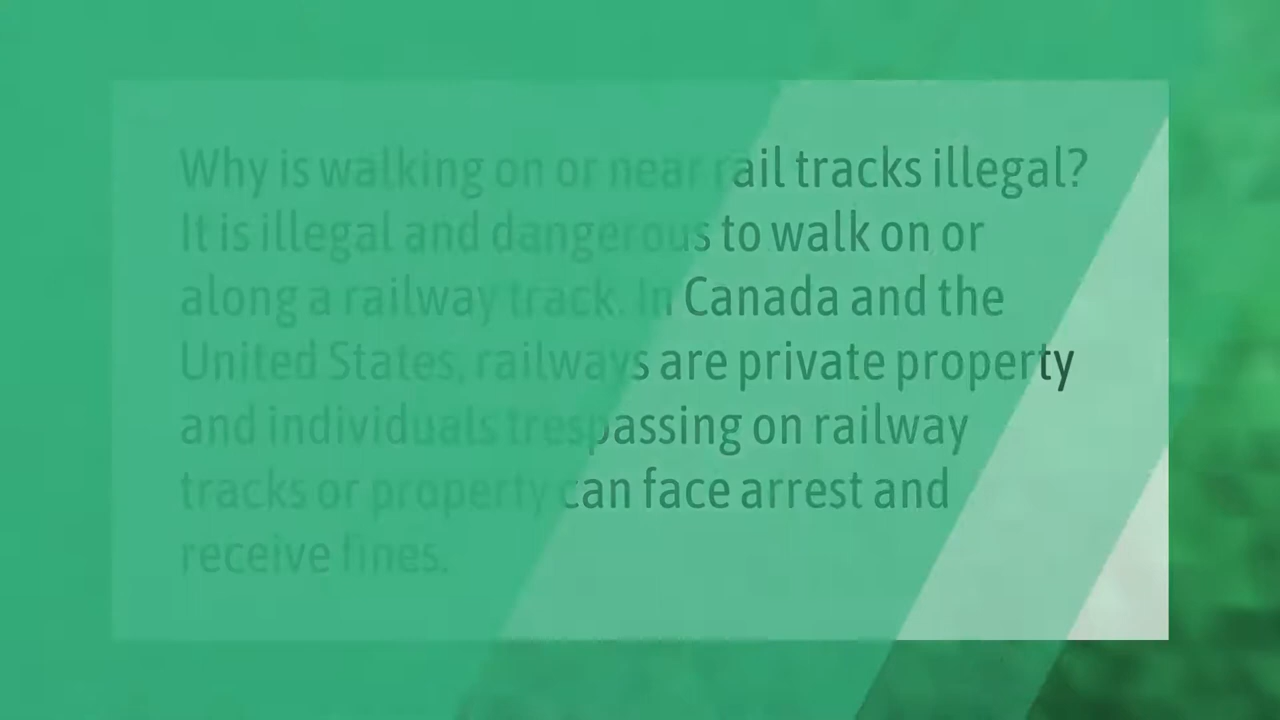 Why is walking on or near rail tracks illegal?
It is illegal and dangerous to walk on or
along a railway track. In Canada and the
United States, railways are private property
and individuals trespassing on railway
tracks or property can face arrest and
receive fines.